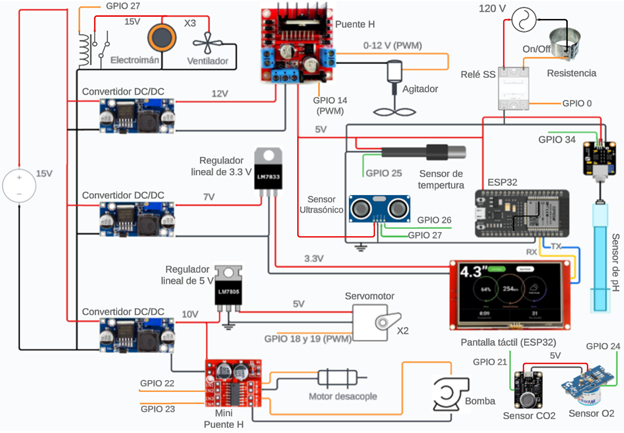 GPIO 27
15V
X3
Electroimán
Ventilador
Puente H
0-12 V (PWM)
Agitador
120 V
On/Off
Relé SS
Resistencia
GPIO 0
Convertidor DC/DC
12V
GPIO 14
(PWM)
5V
GPIO 34
Regulador
lineal de 3.3 V
LM7833
GPIO 25
Sensor de
tempertura
15V
Convertidor DC/DC
7V
Sensor
Ultrasónico
ESP32
GPIO 26
GPIO 27
TX
RX
Sensor de pH
3.3V
Regulador
lineal de 5 V
LM7805
4.3”
64%
254
8:09
31
Convertidor DC/DC
10V
5V
Servomotor
X2
GPIO 18 y 19 (PWM)
Pantalla táctil (ESP32)
GPIO 21
5V
GPIO 24
GPIO 22
GPIO 23
Mini
Puente H
Motor desacople
Bomba
Sensor CO2
Sensor O2